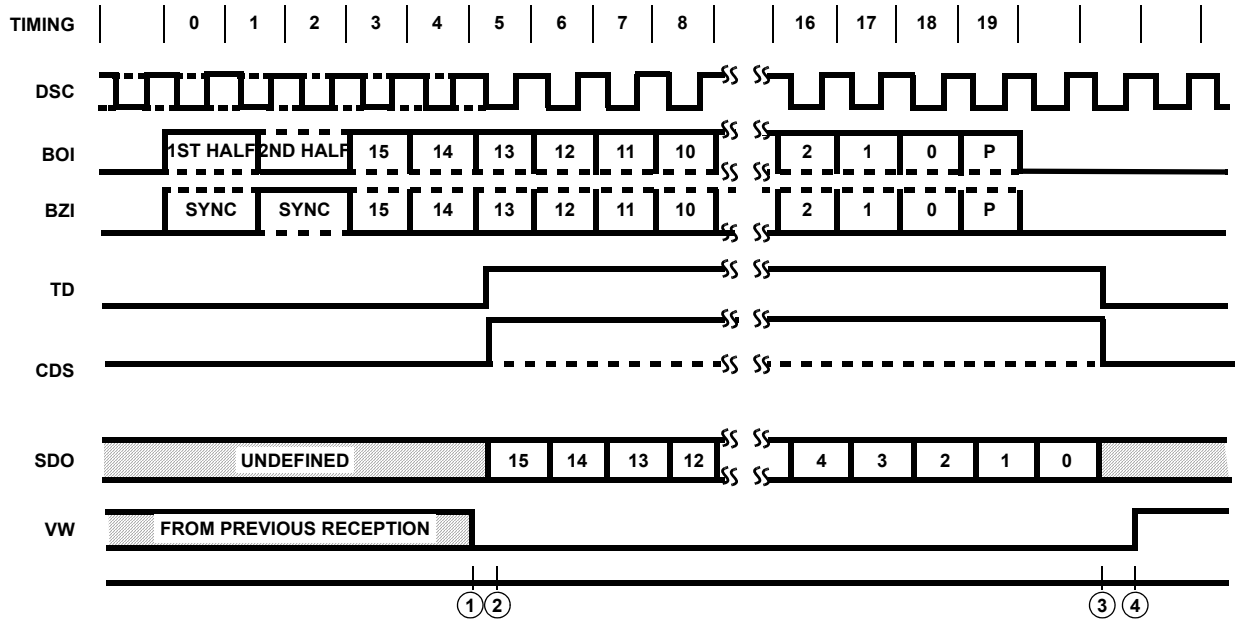 TIMING 0 1 2 3 4 5 6 7 8 16 17 18 19
DSC
BOI 1ST HALF 2ND HALF 15 14 13 12 11 10 2 1 0 P
BZI SYNC SYNC 15 14 13 12 11 10 2 1 0 P
TD
CDS
SDO UNDEFINED 15 14 13 12 4 3 2 1 0
VW FROM PREVIOUS RECEPTION
1 2 3 4